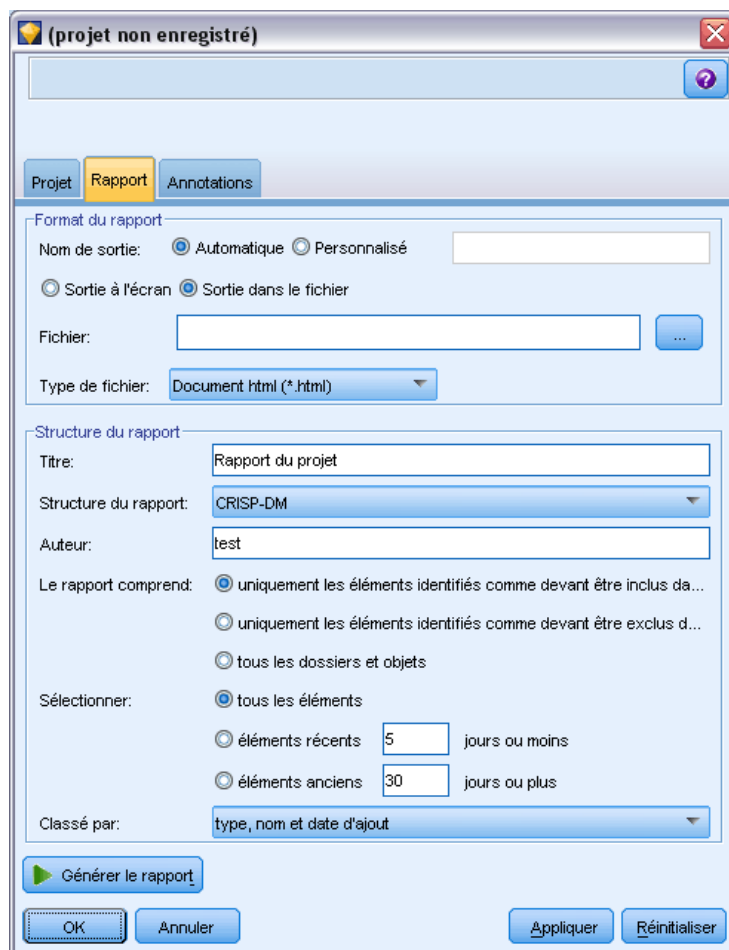 (projet non enregistré)
Projet Rapport Annotations
Format du rapport
Nom de sortie: Automatique Personnalisé
Sortie à l'écran Sortie dans le fichier
Fichier: ...
Type de fichier: Document html (*.html)
Structure du rapport
Titre: Rapport du projet
Structure du rapport: CRISP-DM
Auteur: test
Le rapport comprend: uniquement les éléments identifiés comme devant être inclus da...
uniquement les éléments identifiés comme devant être exclus d...
tous les dossiers et objets
Sélectionner: tous les éléments
éléments récents 5 jours ou moins
éléments anciens 30 jours ou plus
Classé par: type, nom et date d'ajout
Générer le rapport
OK Annuler Appliquer Réinitialiser